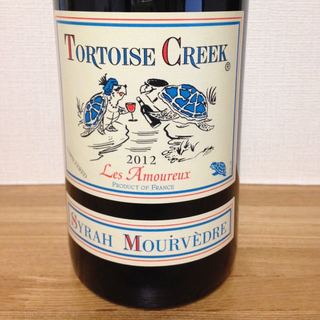 TORTOISE CREEK
®
2012
Les Amoureux
PRODUCT OF FRANCE
SYRAH MOURVÈDRE